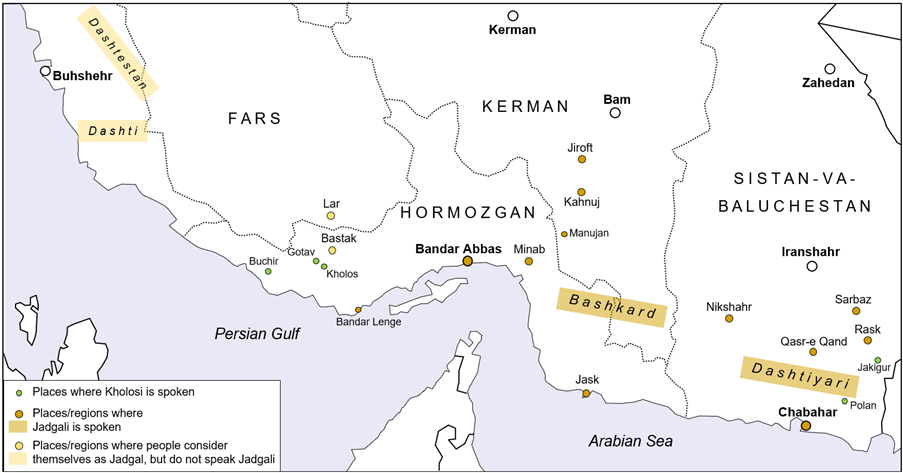 Dashtestan
Kerman
Buhshehr
Zahedan
KERMAN
Bam
FARS
Dashti
Jiroft
SISTAN-VA-
BALUCHESTAN
Kahnuj
Lar
HORMOZGAN
Manujan
Bastak
Bandar Abbas
Minab
Iranshahr
Gotav
Buchir
Kholos
Bashkard
Nikshahr
Sarbaz
Bandar Lenge
Persian Gulf
Rask
Qasr-e Qand
Jakigur
Dashtiyari
Jask
Polan
Chabahar
Arabian Sea
Places where Kholosi is spoken
Places/regions where
Jadgali is spoken
Places/regions where people consider
themselves as Jadgal, but do not speak Jadgali